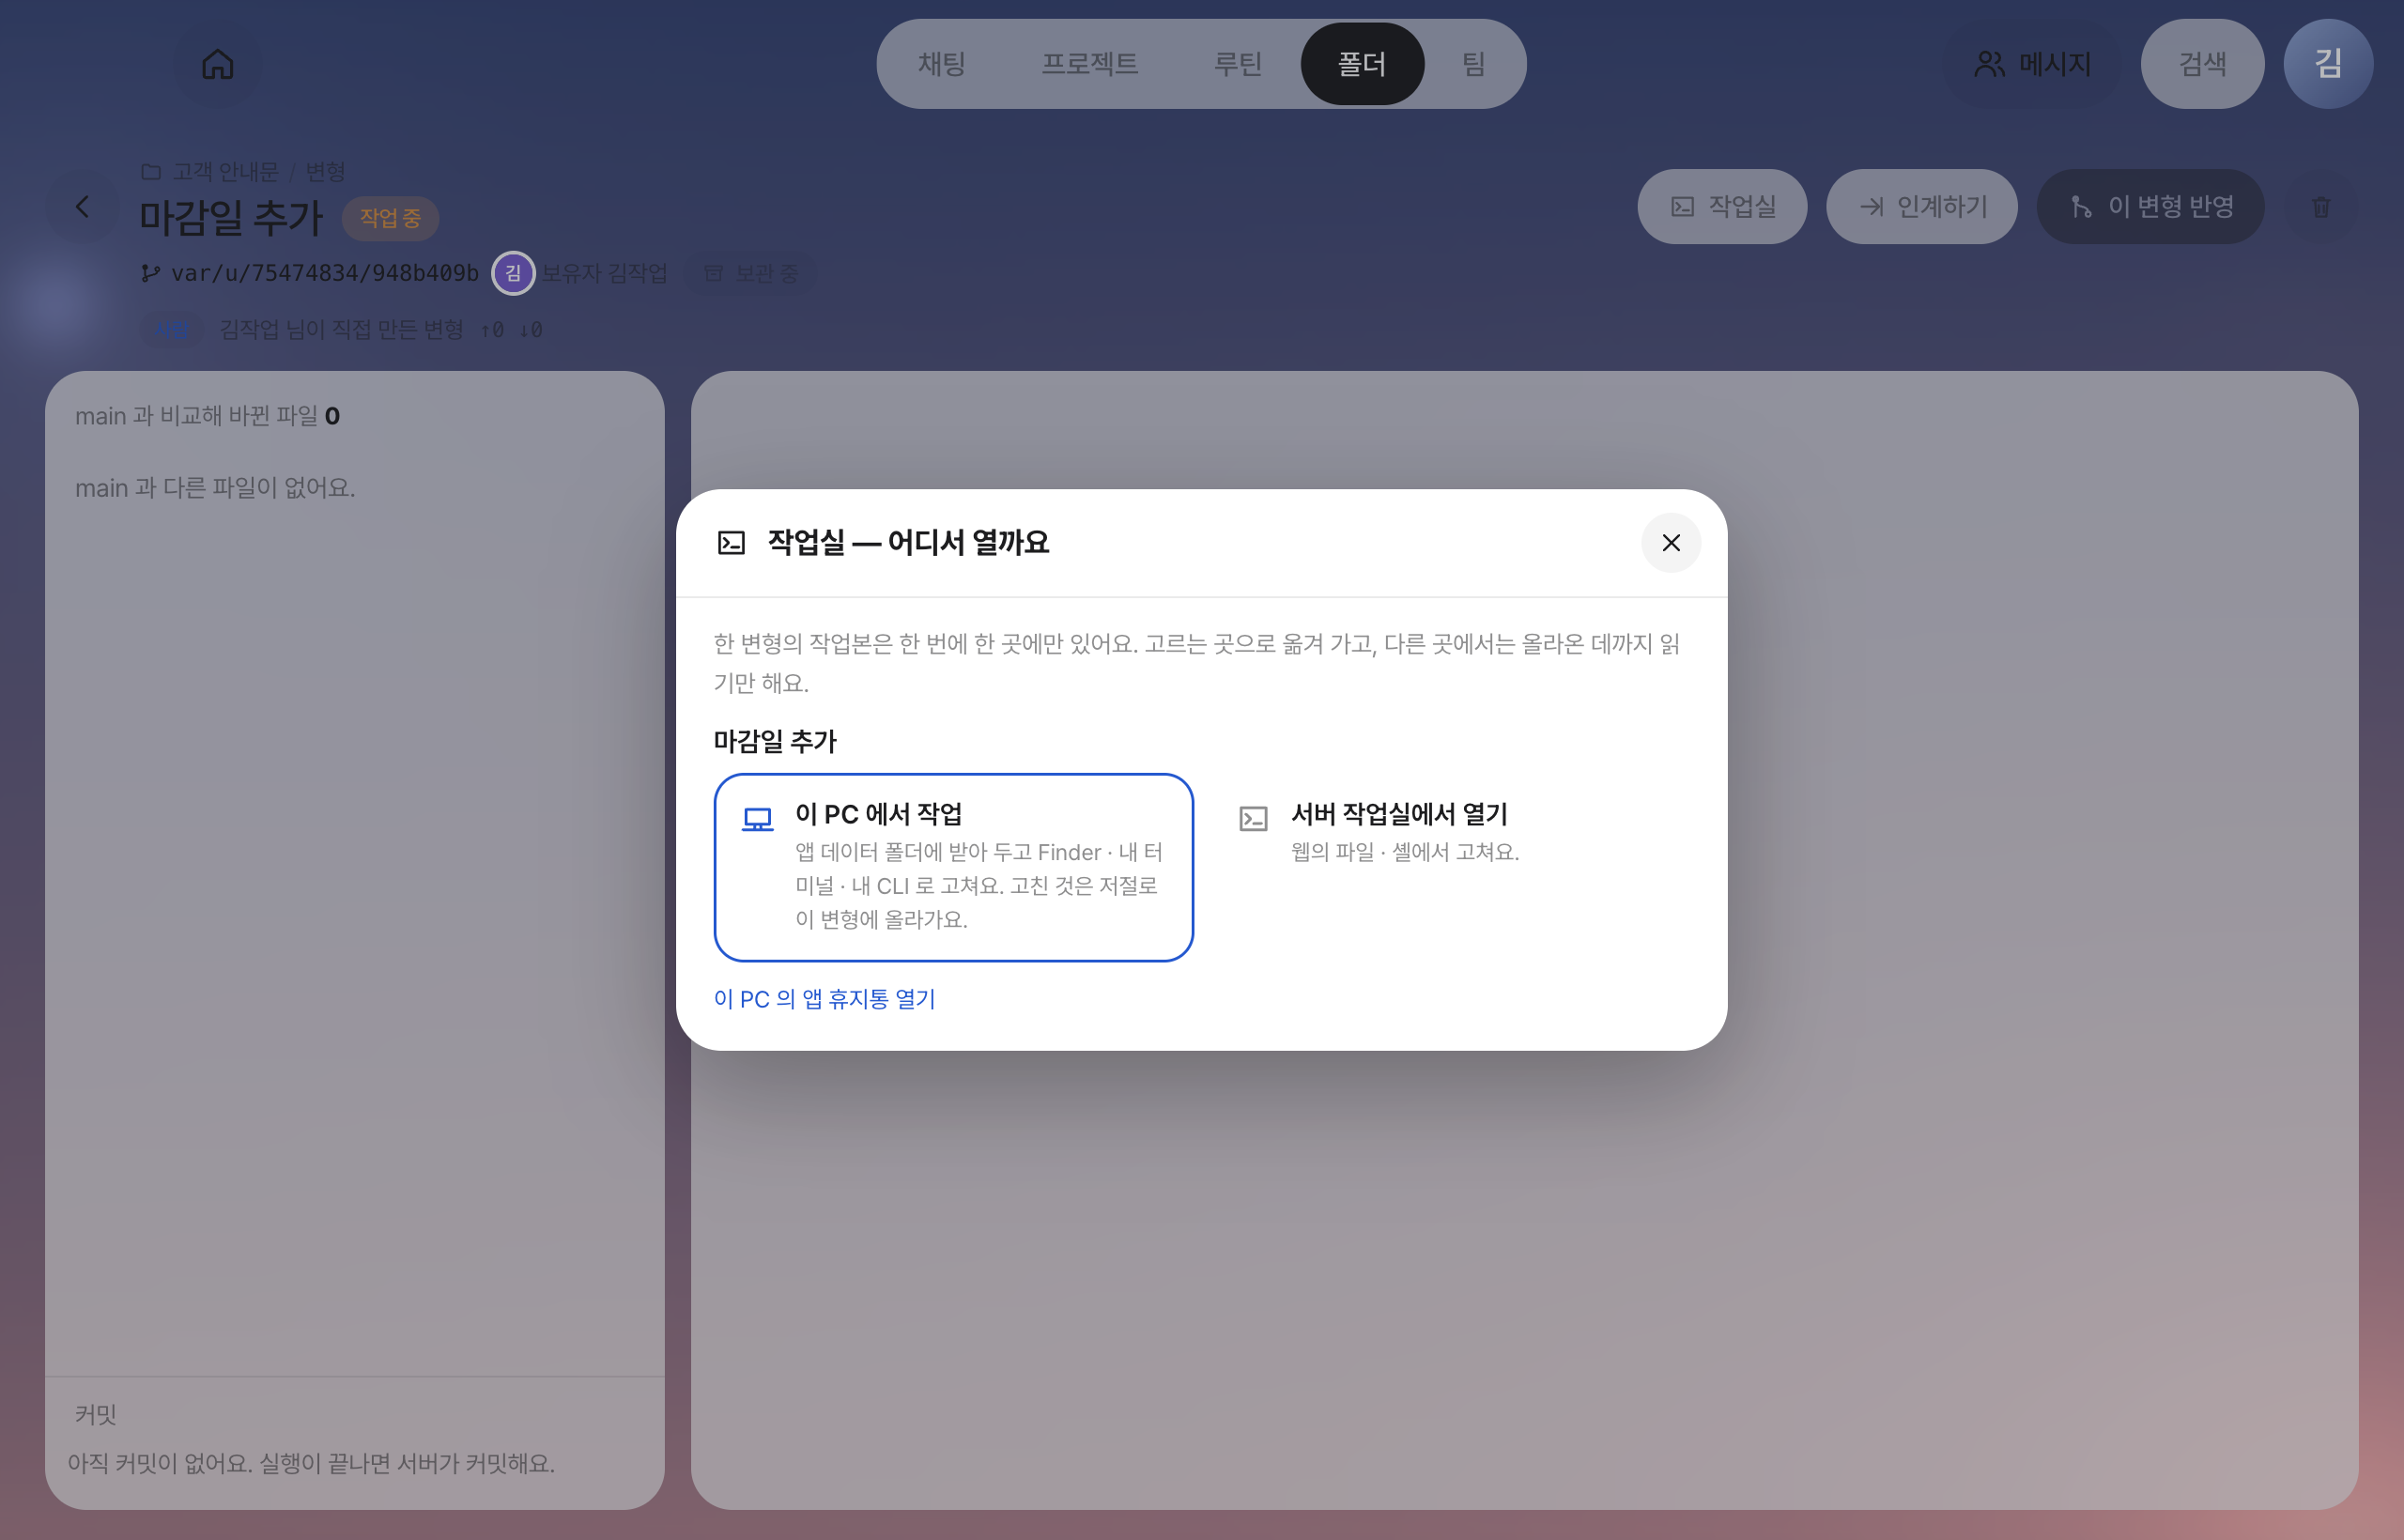 채팅
프로젝트
루틴
폴더
팀
메시지
검색
김
고객 안내문 / 변형
마감일 추가
작업 중
작업실
인계하기
이 변형 반영
var/u/75474834/948b409b
김
보유자 김작업
보관 중
김작업 님이 직접 만든 변형 ↑0 ↓0
main 과 비교해 바뀐 파일 0
main 과 다른 파일이 없어요.
작업실 — 어디서 열까요
한 변형의 작업본은 한 번에 한 곳에만 있어요. 고르는 곳으로 옮겨 가고, 다른 곳에서는 올라온 데까지 읽
기만 해요.
마감일 추가
이 PC 에서 작업
앱 데이터 폴더에 받아 두고 Finder · 내 터
미널 · 내 CLI 로 고쳐요. 고친 것은 저절로
이 변형에 올라가요.
서버 작업실에서 열기
웹의 파일 · 셸에서 고쳐요.
이 PC 의 앱 휴지통 열기
커밋
아직 커밋이 없어요. 실행이 끝나면 서버가 커밋해요.